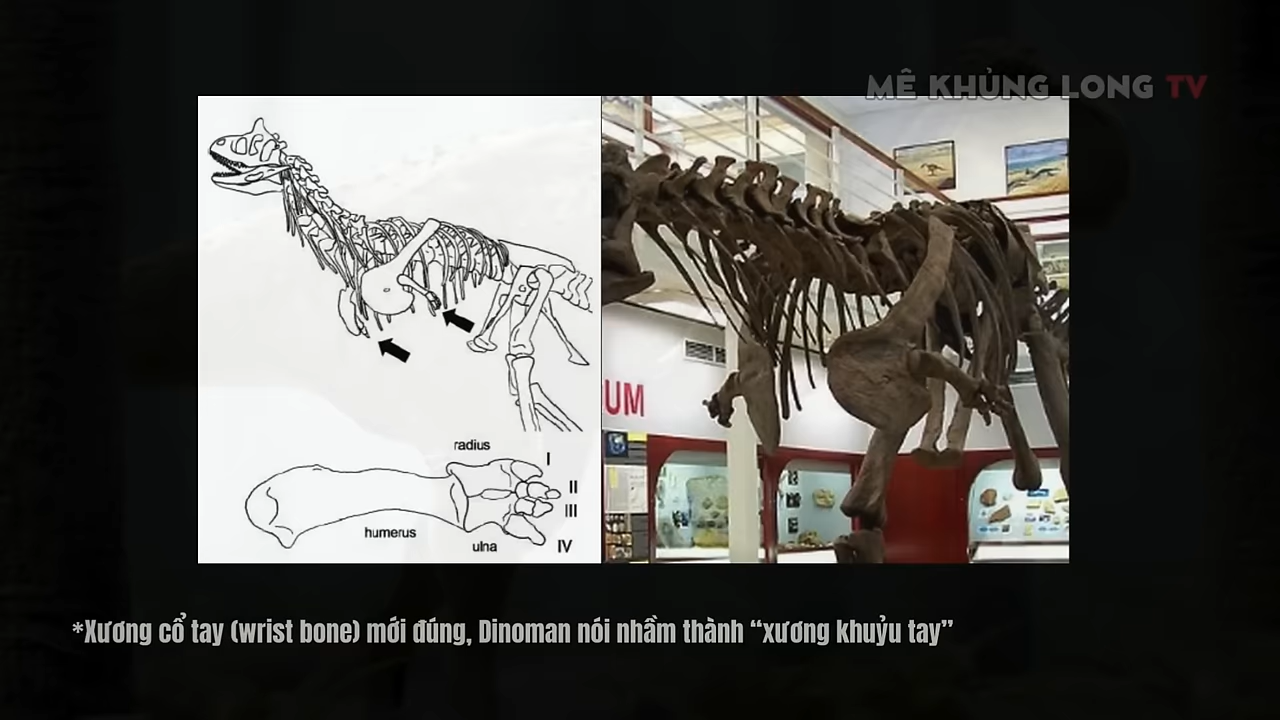 MÊ KHỦNG LONG TV
UM
radius
I
II
III
humerus
ulna
IV
*Xương cổ tay (wrist bone) mới đúng, Dinoman nói nhầm thành “xương khuỷu tay”